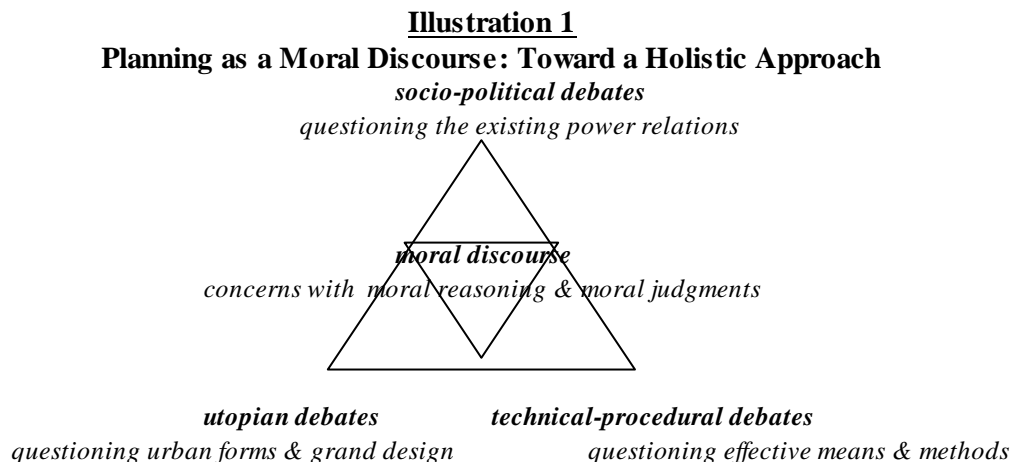 Illustration 1
Planning as a Moral Discourse: Toward a Holistic Approach
socio-political debates
questioning the existing power relations
moral discourse
concerns with moral reasoning & moral judgments
utopian debates technical-procedural debates
questioning urban forms & grand design questioning effective means & methods